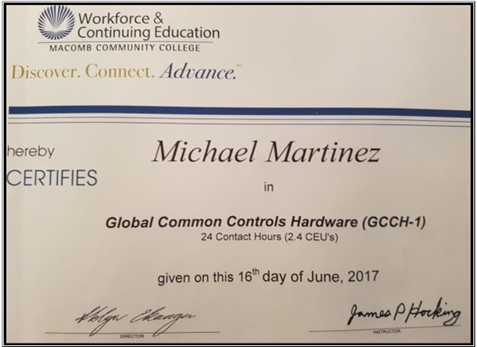 Workforce &
Continuing Education
MACOMB COMMUNITY COLLEGE
Discover. Connect. Advance.™
hereby
CERTIFIES
Michael Martinez
in
Global Common Controls Hardware (GCCH-1)
24 Contact Hours (2.4 CEU's)
given on this 16th day of June, 2017
James P Hocking
DIRECTOR
INSTRUCTOR